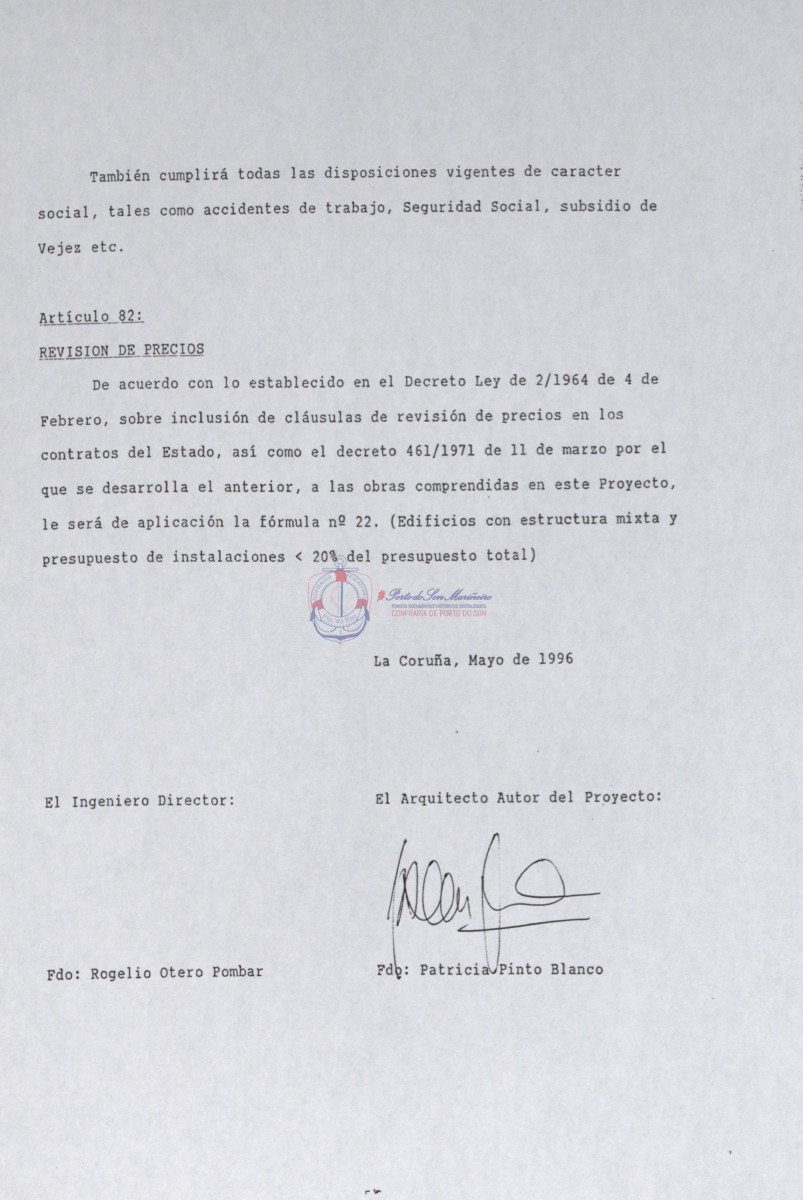 También cumplirá todas las disposiciones vigentes de caracter
social, tales como accidentes de trabajo, Seguridad Social, subsidio de
Vejez etc.
Artículo 82:
REVISION DE PRECIOS
De acuerdo con lo establecido en el Decreto Ley de 2/1964 de 4 de
Febrero, sobre inclusión de cláusulas de revisión de precios en los
contratos del Estado, así como el decreto 461/1971 de 11 de marzo por el
que se desarrolla el anterior, a las obras comprendidas en este Proyecto,
le será de aplicación la fórmula nº 22. (Edificios con estructura mixta y
presupuesto de instalaciones < 20% del presupuesto total)
#Porto do Son Mariñeiro
FONDOS DOCUMENTAIS HISTÓRICOS DIXITALIZADOS
CONFRARÍA DE PORTO DO SON
La Coruña, Mayo de 1996
El Ingeniero Director:
El Arquitecto Autor del Proyecto:
Fdo: Rogelio Otero Pombar
Fdo: Patricia Pinto Blanco